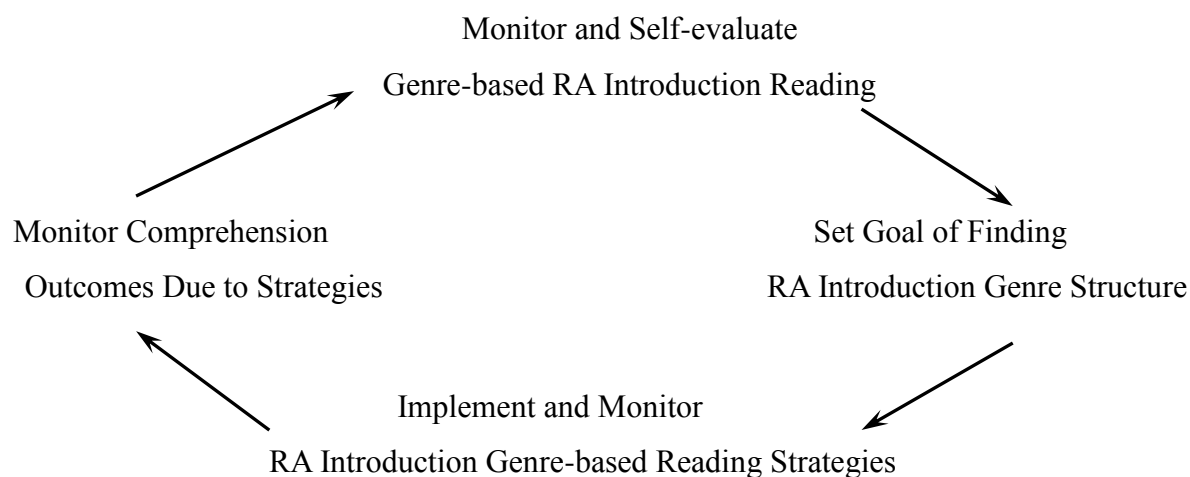 Monitor and Self-evaluate
Genre-based RA Introduction Reading
Monitor Comprehension
Outcomes Due to Strategies
Set Goal of Finding
RA Introduction Genre Structure
Implement and Monitor
RA Introduction Genre-based Reading Strategies